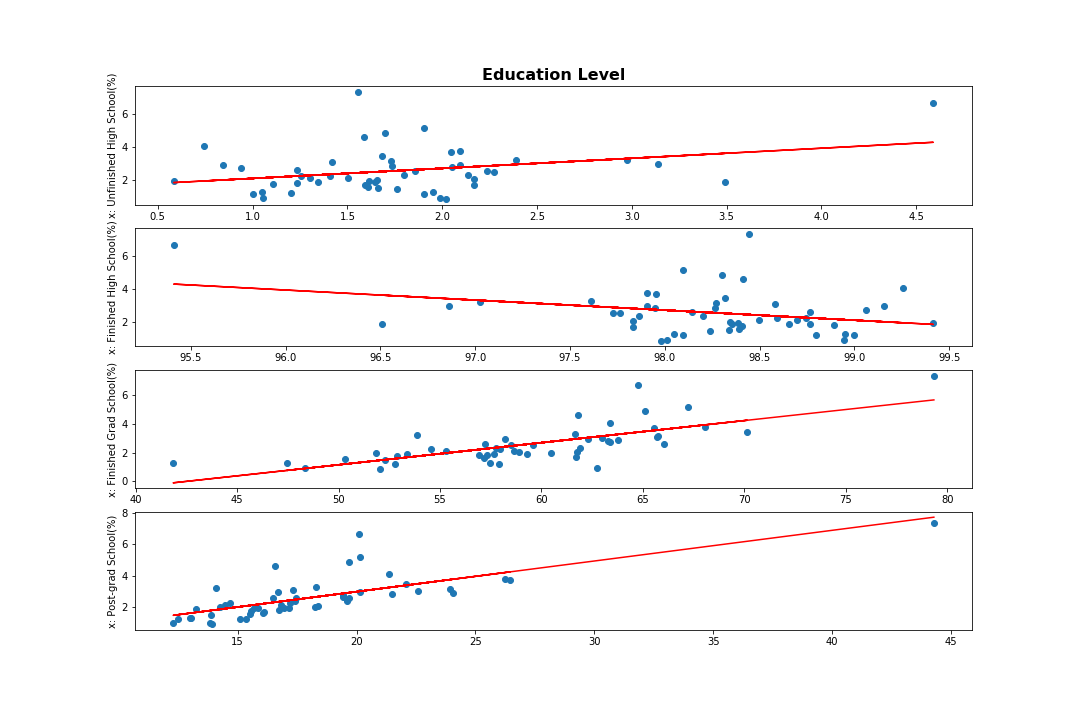 Education Level
x: Unfinished High School(%)
6
4
2
0.5 1.0 1.5 2.0 2.5 3.0 3.5 4.0 4.5
x: Finished High School(%)
6
4
2
95.5 96.0 96.5 97.0 97.5 98.0 98.5 99.0 99.5
x: Finished Grad School(%)
6
4
2
0
40 45 50 55 60 65 70 75 80
x: Post-grad School(%)
8
6
4
2
15 20 25 30 35 40 45